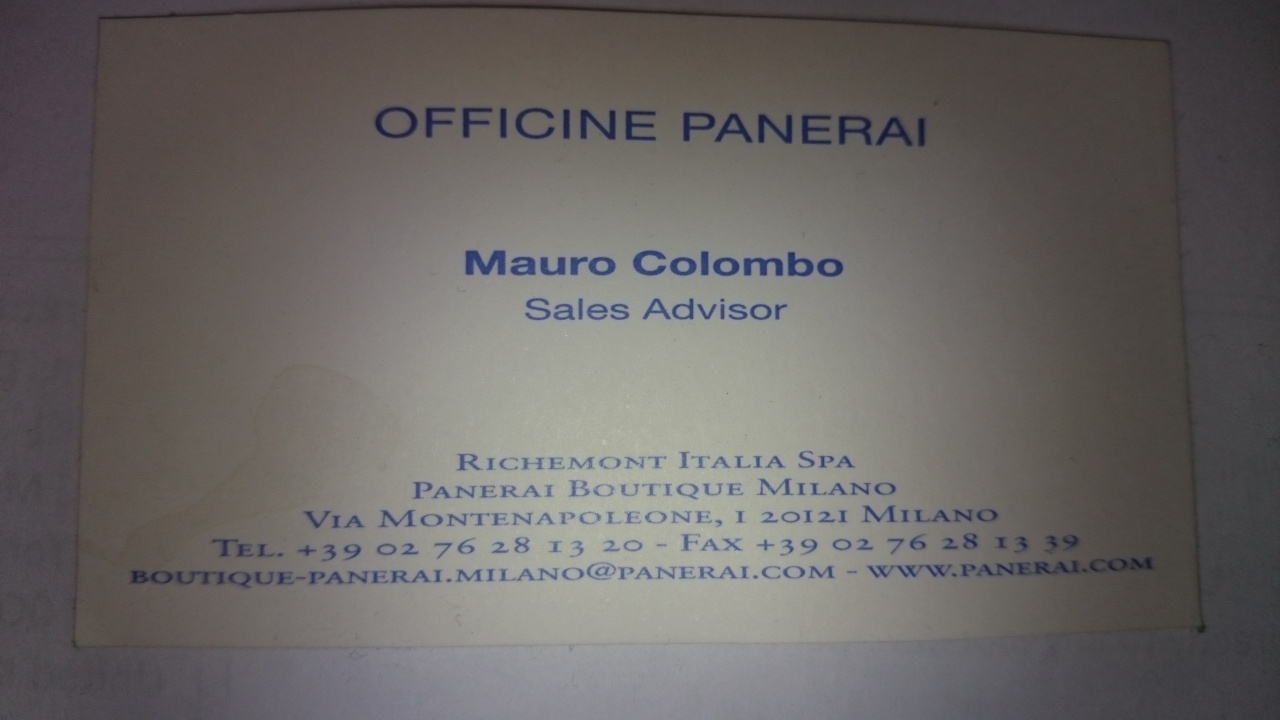 OFFICINE PANERAI
Mauro Colombo
Sales Advisor
RICHEMONT ITALIA SPA
PANERAI BOUTIQUE MILANO
VIA MONTENAPOLEONE, 1 20121 MILANO
TEL. +39 02 76 28 13 20 - FAX +39 02 76 28 13 39
BOUTIQUE-PANERAI.MILANO@PANERAI.COM - WWW.PANERAI.COM